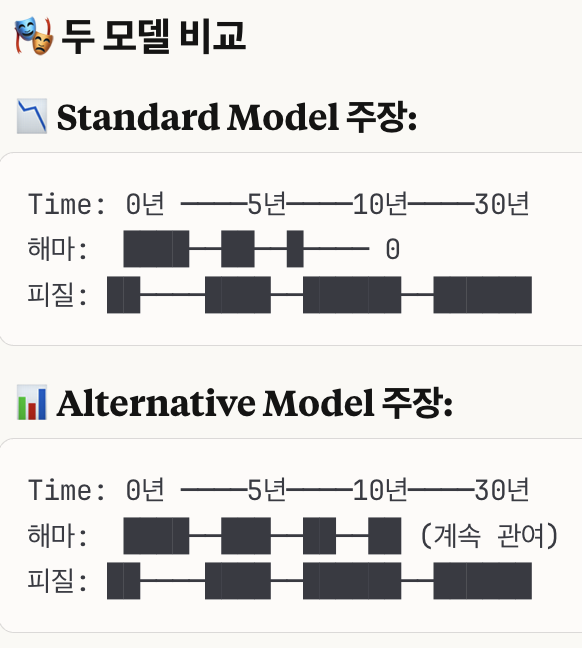 🎭 두 모델 비교
📉 Standard Model 주장:
Time: 0년 ────5년────10년────30년
해마:  ████──██──█──── 0
피질: ██────████──██████──██████
📊 Alternative Model 주장:
Time: 0년 ────5년────10년────30년
해마:  ████──███──██──██ (계속 관여)
피질: ██────████──██████──██████